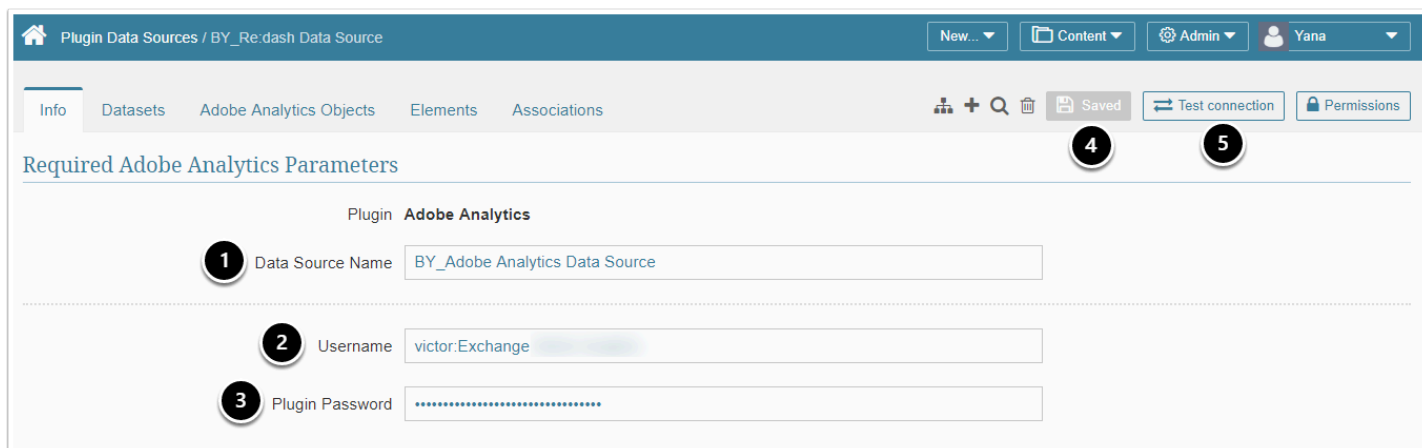 Plugin Data Sources / BY_Re:dash Data Source New... Content Admin Yana
Info Datasets Adobe Analytics Objects Elements Associations Saved Test connection Permissions
4 5
Required Adobe Analytics Parameters
Plugin Adobe Analytics
1 Data Source Name BY_Adobe Analytics Data Source
2 Username victor:Exchange
3 Plugin Password ••••••••••••••••••••••••••••••••••